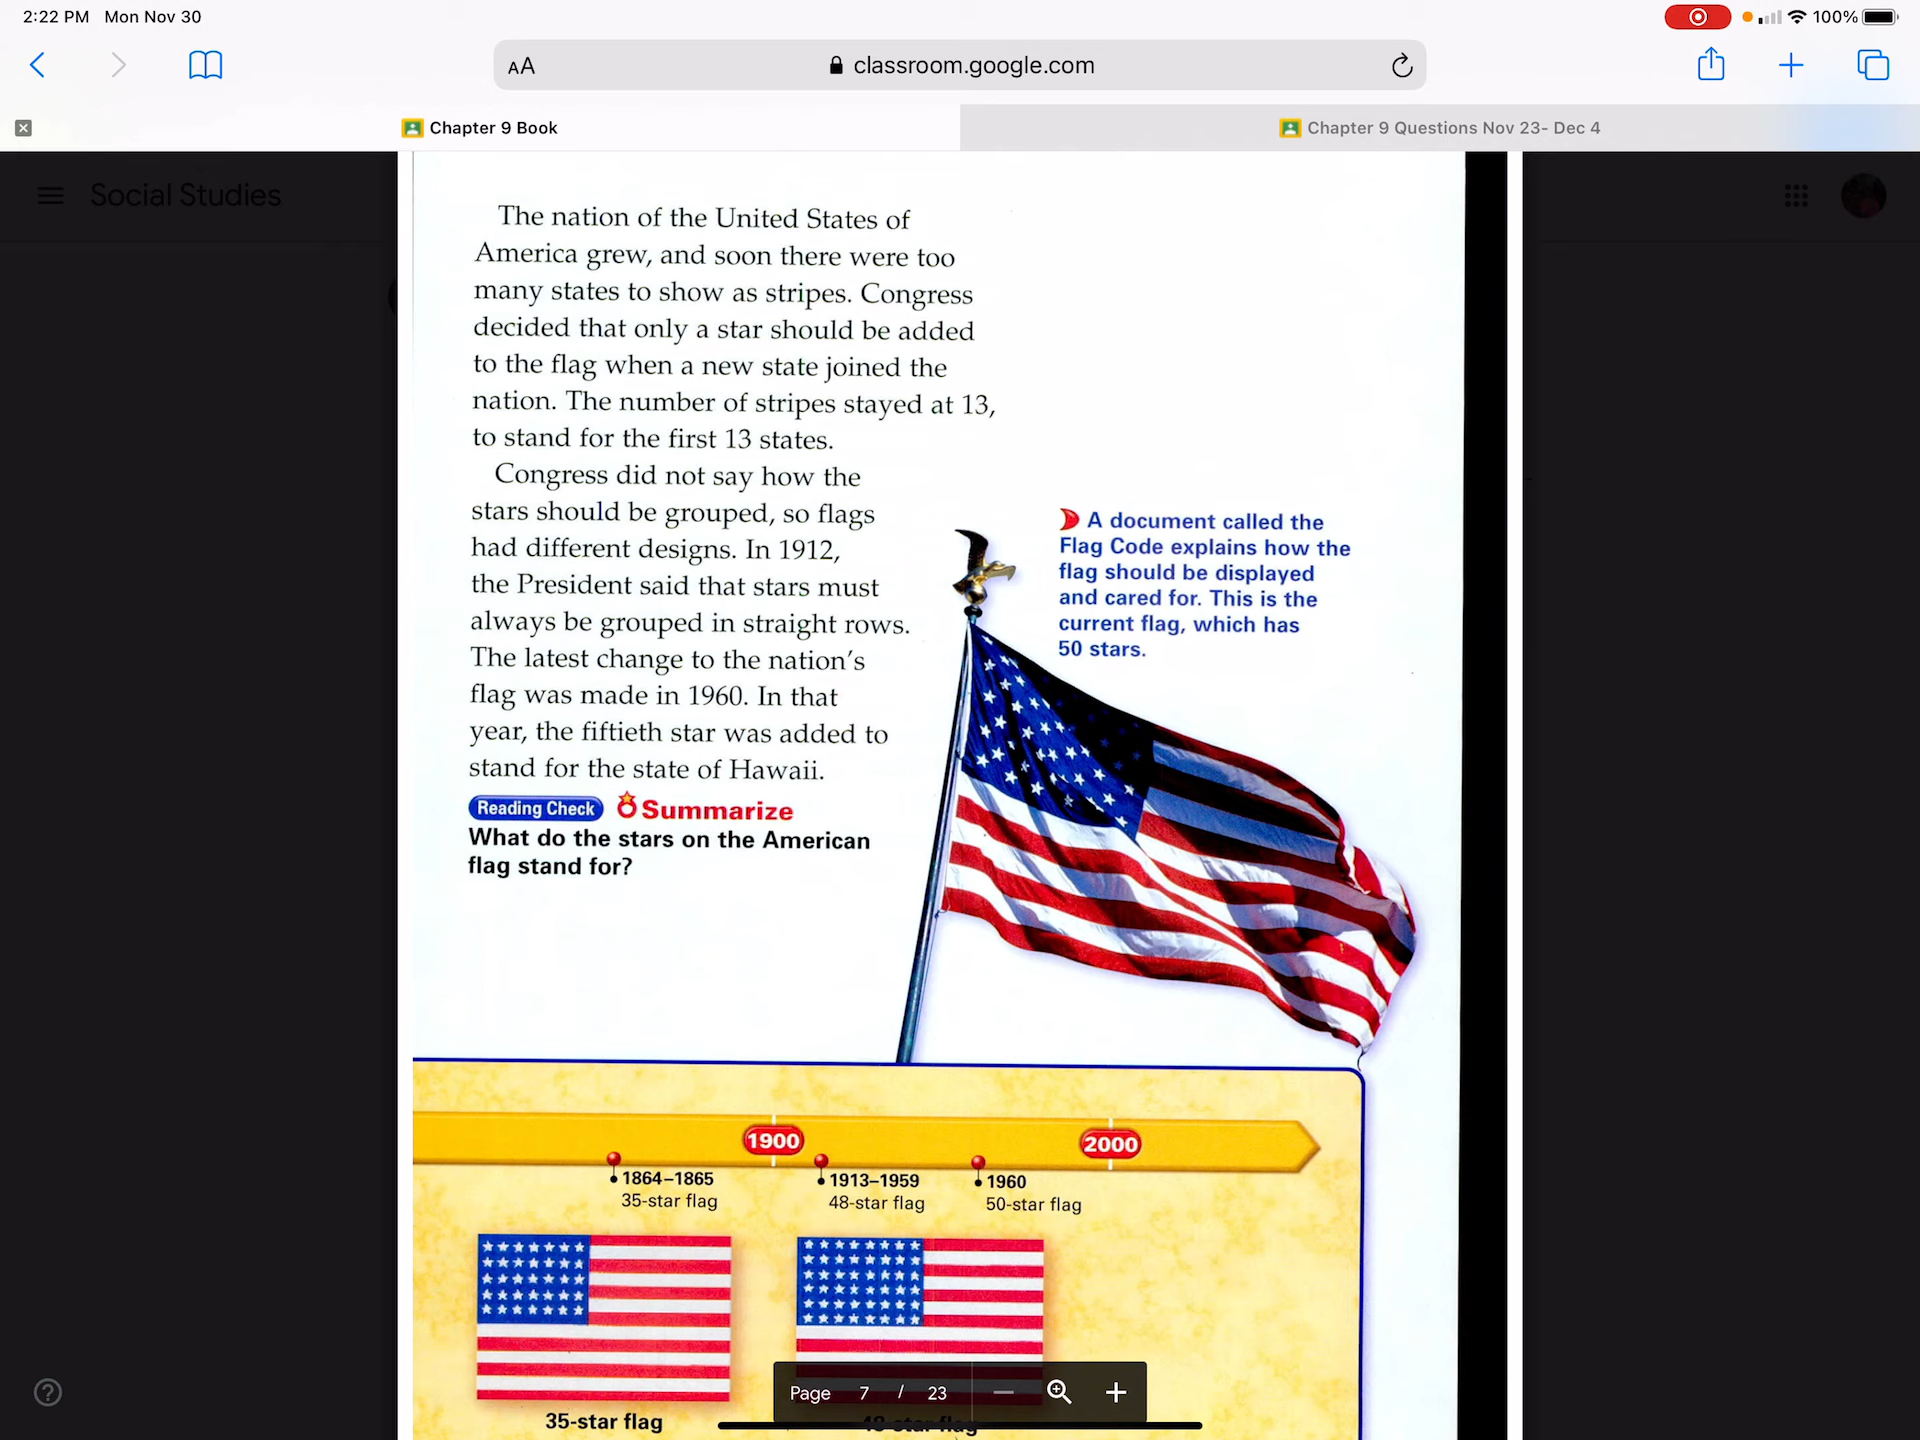 2:22 PM Mon Nov 30
100%
AA
classroom.google.com
Chapter 9 Book
Chapter 9 Questions Nov 23- Dec 4
Social Studies
The nation of the United States of
America grew, and soon there were too
many states to show as stripes. Congress
decided that only a star should be added
to the flag when a new state joined the
nation. The number of stripes stayed at 13,
to stand for the first 13 states.
Congress did not say how the
stars should be grouped, so flags
had different designs. In 1912,
the President said that stars must
always be grouped in straight rows.
The latest change to the nation's
flag was made in 1960. In that
year, the fiftieth star was added to
stand for the state of Hawaii.
Reading Check Summarize
What do the stars on the American
flag stand for?
A document called the
Flag Code explains how the
flag should be displayed
and cared for. This is the
current flag, which has
50 stars.
1900
2000
1864–1865
35-star flag
1913–1959
48-star flag
1960
50-star flag
35-star flag
48-star flag
Page 7 / 23